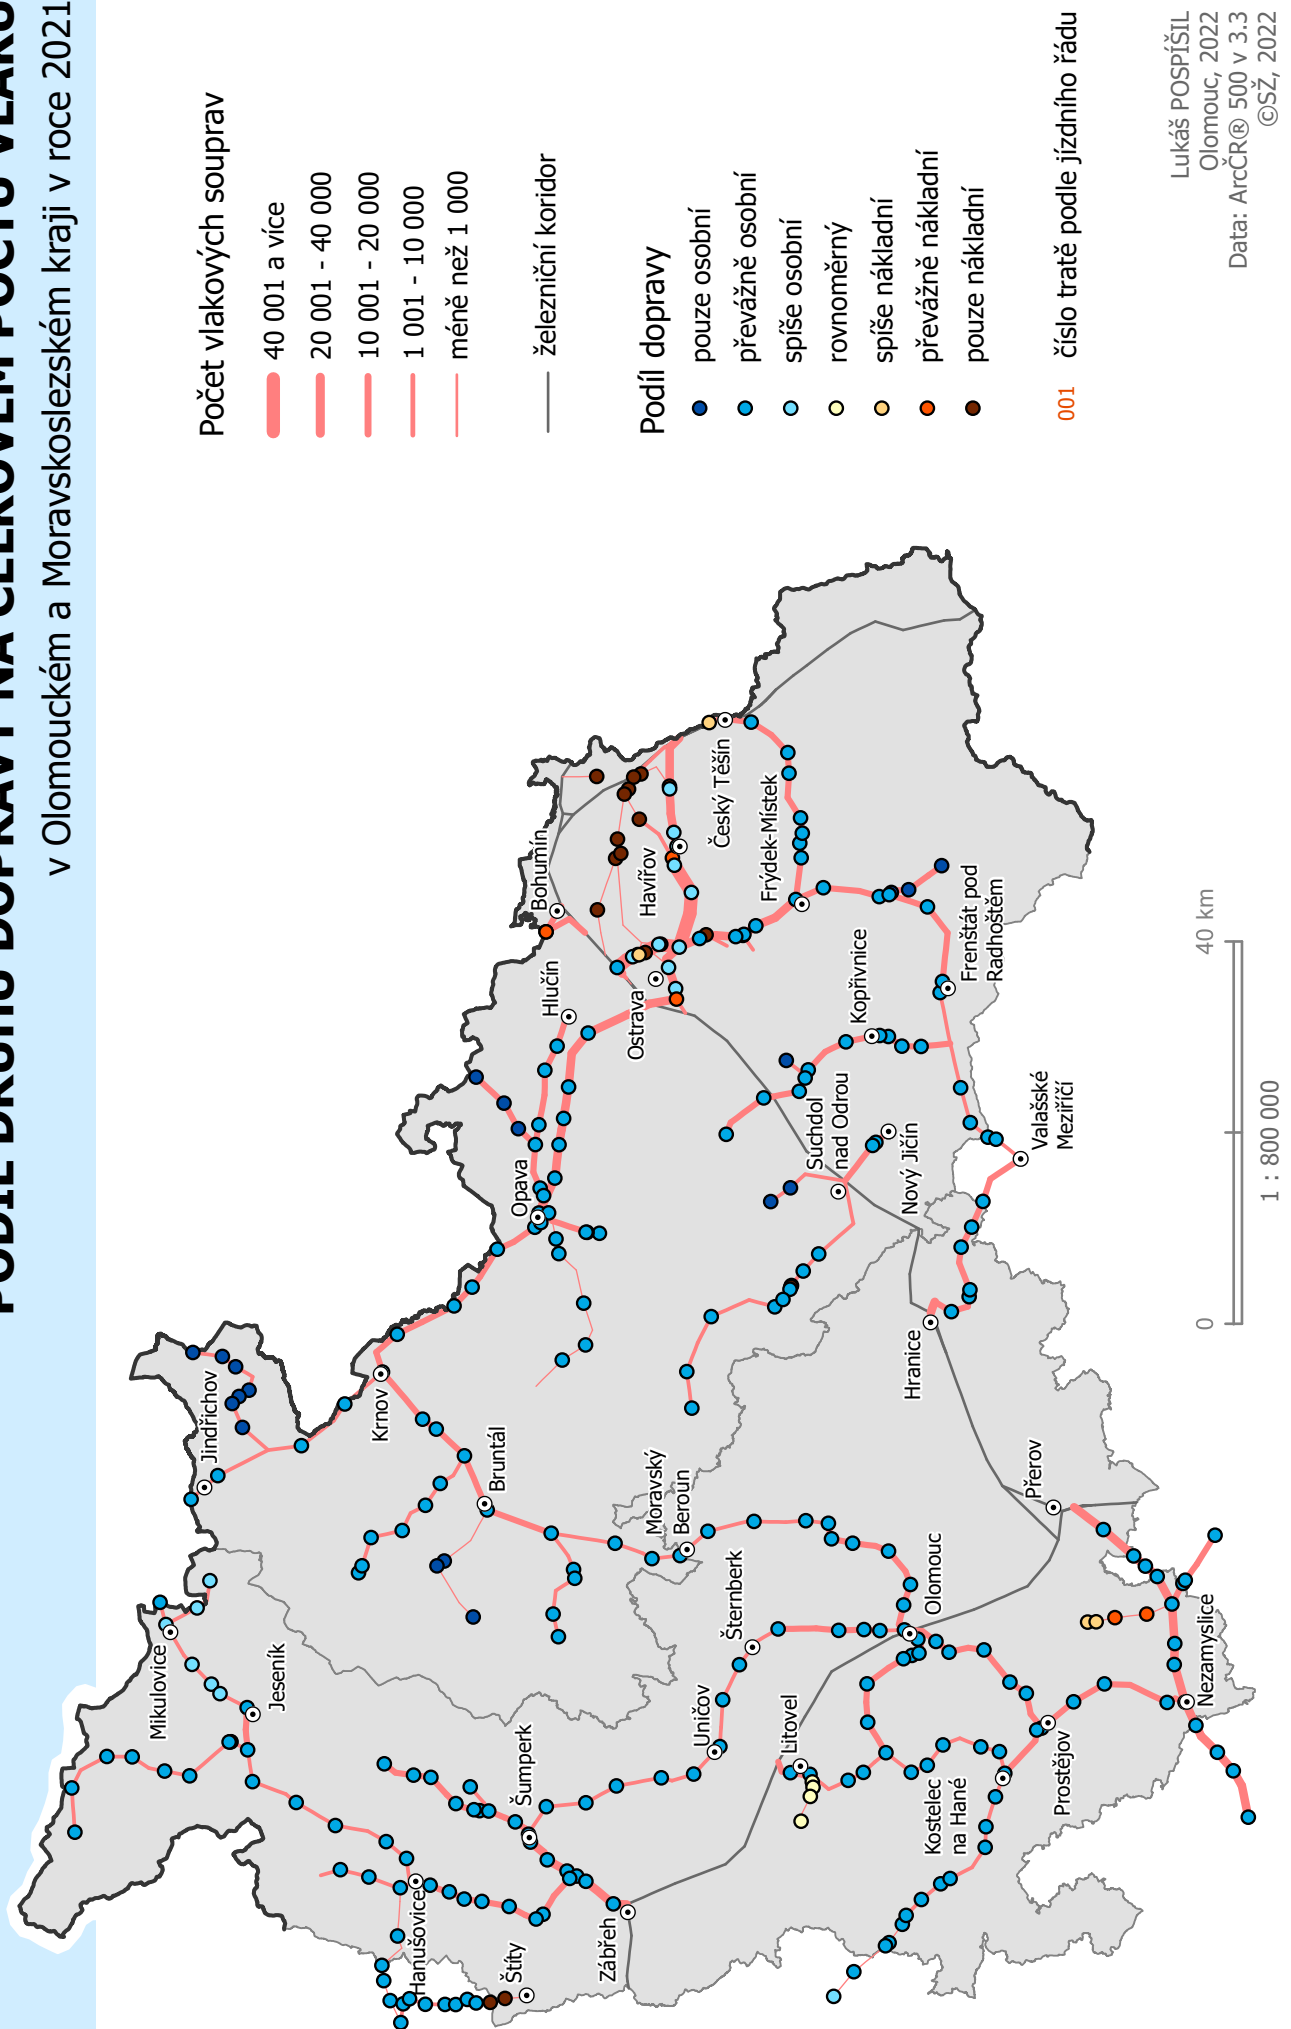 PODÍL DRUHŮ DOPRAVY NA CELKOVÉM POČTU VLAKŮ
v Olomouckém a Moravskoslezském kraji v roce 2021
Počet vlakových souprav
40 001 a více
20 001 - 40 000
10 001 - 20 000
1 001 - 10 000
méně než 1 000
železniční koridor
Podíl dopravy
pouze osobní
převážně osobní
spíše osobní
rovnoměrný
spíše nákladní
převážně nákladní
pouze nákladní
001 číslo tratě podle jízdního řádu
Lukáš POSPÍŠIL
Olomouc, 2022
Data: ArcČR® 500 v 3.3
©SŽ, 2022
Mikulovice
Jeseník
Jindřichov
Krnov
Bruntál
Opava
Hlučín
Bohumín
Ostrava
Havířov
Český Těšín
Frýdek-Místek
Frenštát pod
Radhoštěm
Kopřivnice
Suchdol
nad Odrou
Nový Jičín
Valašské
Meziříčí
Hranice
Přerov
Moravský
Beroun
Šternberk
Olomouc
Uničov
Litovel
Šumperk
Hanušovice
Štíty
Zábřeh
Kostelec
na Hané
Prostějov
Nezamyslice
0
40 km
1 : 800 000